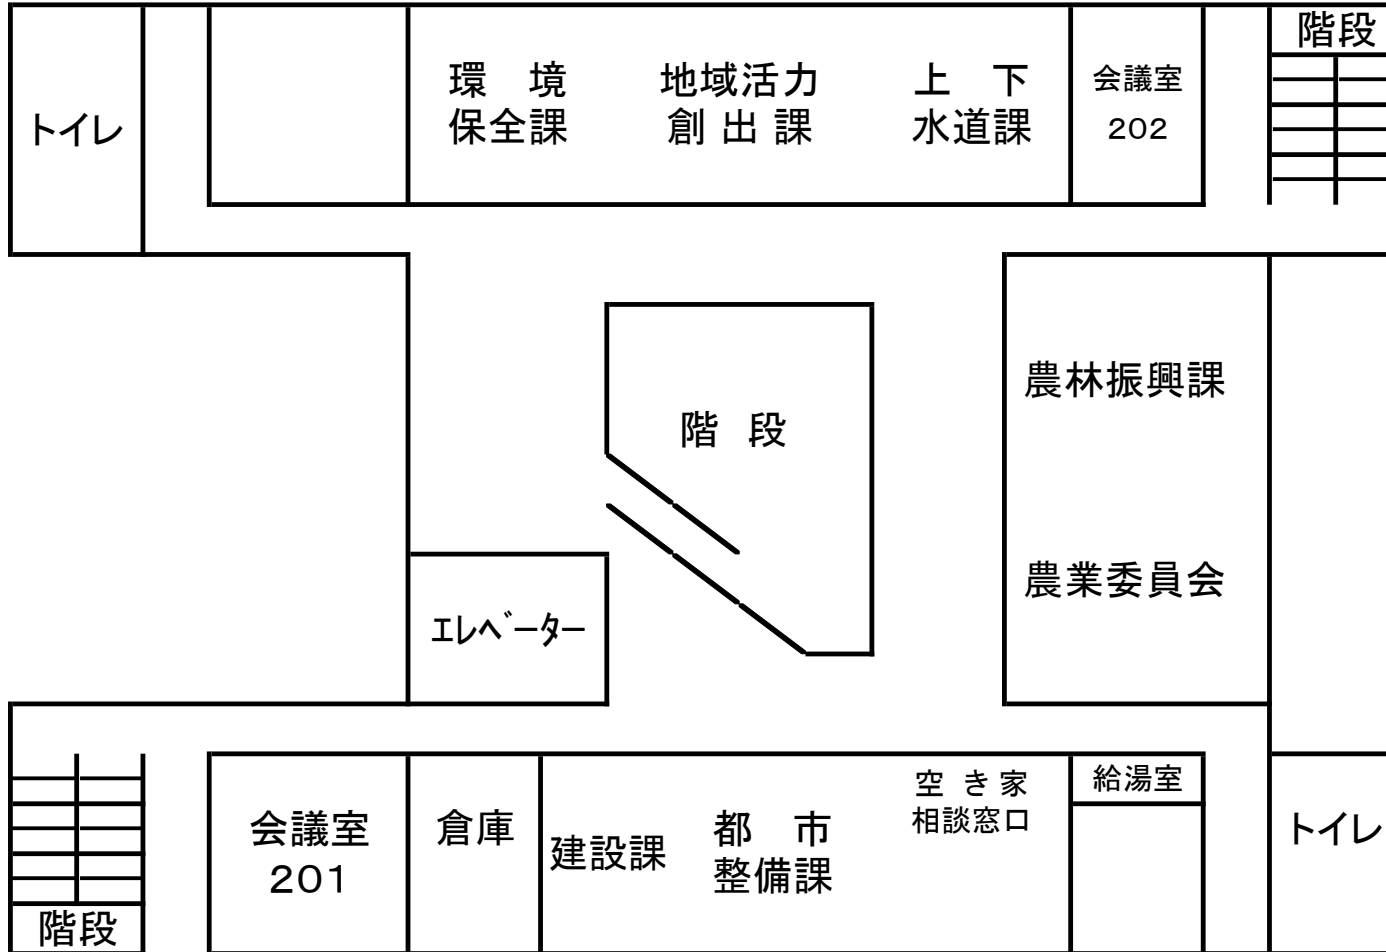 階段
トイレ
環　境
保全課
地域活力
創 出 課
上　下
水道課
会議室
202
農林振興課
階 段
農業委員会
ｴﾚﾍﾞｰﾀｰ
会議室
201
倉庫
建設課
都　市
整備課
空 き 家
相談窓口
給湯室
トイレ
階段